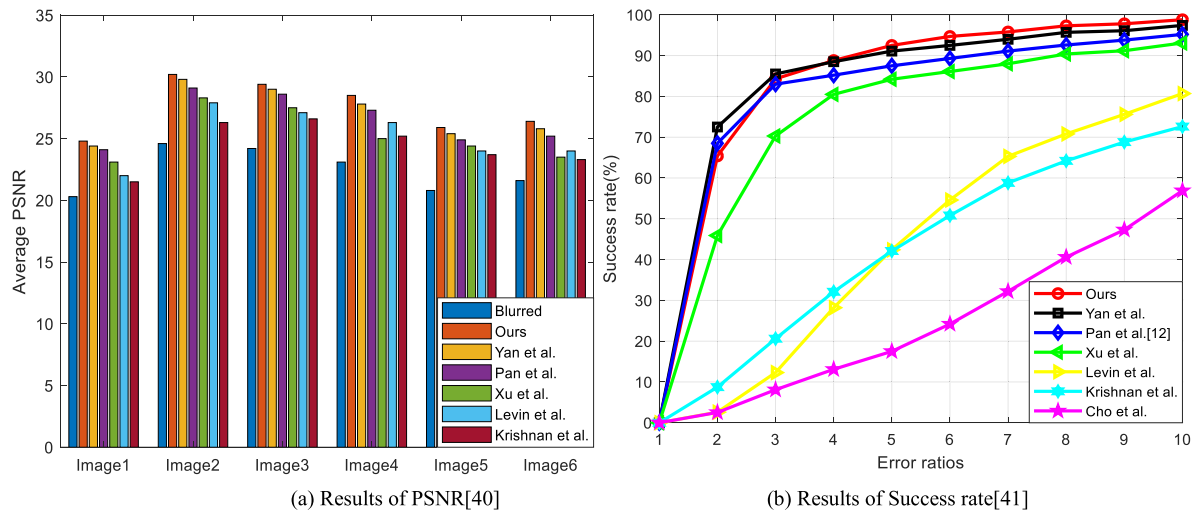 35
30
25
20
15
10
5
0
Average PSNR
Image1 Image2 Image3 Image4 Image5 Image6
Blurred
Ours
Yan et al.
Pan et al.
Xu et al.
Levin et al.
Krishnan et al.
(a) Results of PSNR[40]
100
90
80
70
60
50
40
30
20
10
0
Success rate(%)
1 2 3 4 5 6 7 8 9 10
Error ratios
Ours
Yan et al.
Pan et al.[12]
Xu et al.
Levin et al.
Krishnan et al.
Cho et al.
(b) Results of Success rate[41]